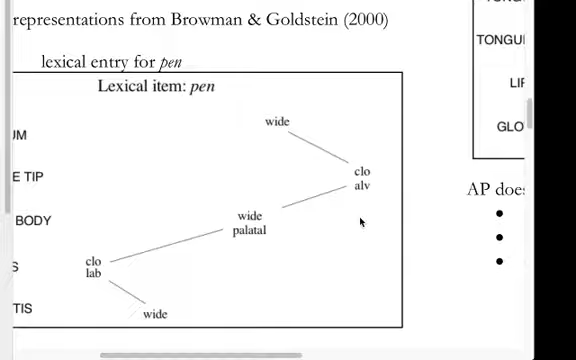 representations from Browman & Goldstein (2000)
lexical entry for pen
Lexical item: pen
wide
UM
clo
alv
E TIP
wide
palatal
BODY
clo
lab
S
wide
TIS
TONGU
LIF
GLO
AP does